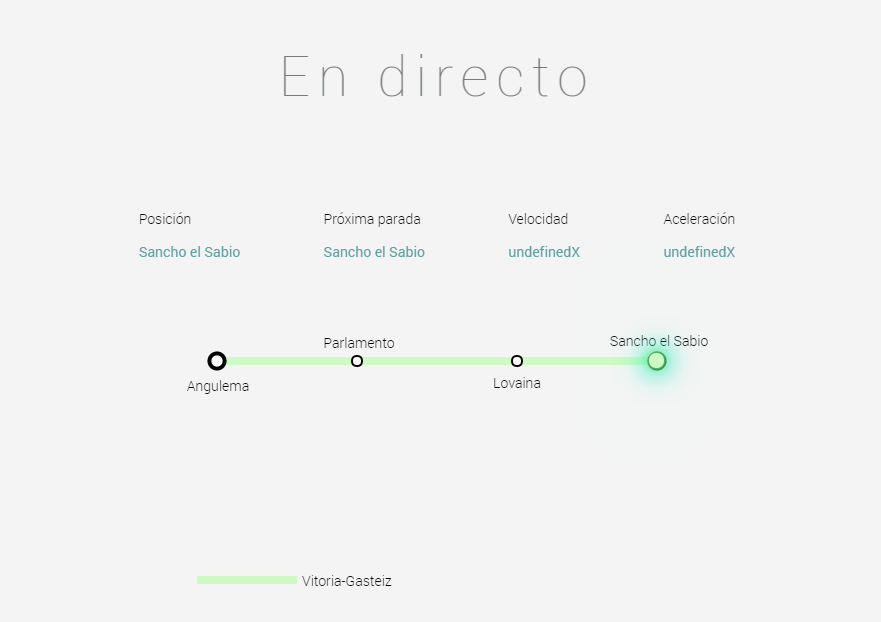 En directo
Posición Próxima parada Velocidad Aceleración
Sancho el Sabio Sancho el Sabio undefinedX undefinedX
Sancho el Sabio
Parlamento
Lovaina
Angulema
Vitoria-Gasteiz